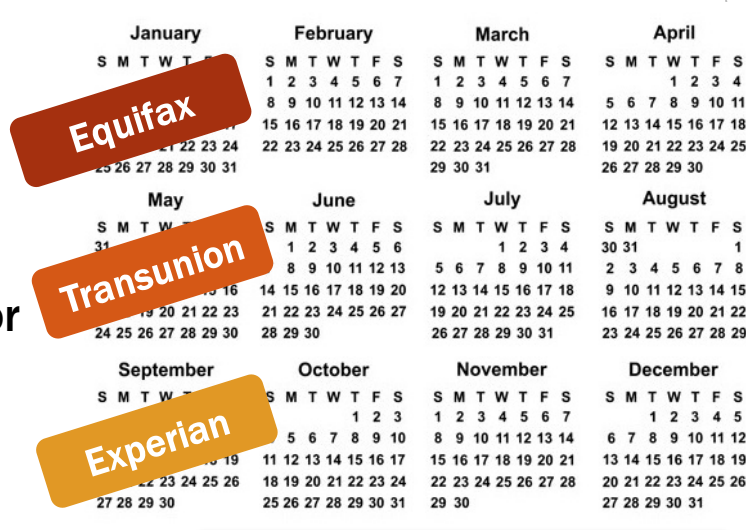 January
S M T W
Equifax
22 23 24
25 26 27 28 29 30 31
February
S M T W T F S
1 2 3 4 5 6 7
8 9 10 11 12 13 14
15 16 17 18 19 20 21
22 23 24 25 26 27 28
March
S M T W T F S
1 2 3 4 5 6 7
8 9 10 11 12 13 14
15 16 17 18 19 20 21
22 23 24 25 26 27 28
29 30 31
April
S M T W T F S
1 2 3 4
5 6 7 8 9 10 11
12 13 14 15 16 17 18
19 20 21 22 23 24 25
26 27 28 29 30
or
May
S M T W T F S
31
Transunion
16
20 21 22 23
24 25 26 27 28 29 30
June
S M T W T F S
1 2 3 4 5 6
8 9 10 11 12 13
14 15 16 17 18 19 20
21 22 23 24 25 26 27
28 29 30
July
S M T W T F S
1 2 3 4
5 6 7 8 9 10 11
12 13 14 15 16 17 18
19 20 21 22 23 24 25
26 27 28 29 30 31
August
S M T W T F S
30 31 1
2 3 4 5 6 7 8
9 10 11 12 13 14 15
16 17 18 19 20 21 22
23 24 25 26 27 28 29
September
S M T W
Experian
19
23 24 25 26
27 28 29 30
October
S M T W T F S
1 2 3
5 6 7 8 9 10
11 12 13 14 15 16 17
18 19 20 21 22 23 24
25 26 27 28 29 30 31
November
S M T W T F S
1 2 3 4 5 6 7
8 9 10 11 12 13 14
15 16 17 18 19 20 21
22 23 24 25 26 27 28
29 30
December
S M T W T F S
1 2 3 4 5
6 7 8 9 10 11 12
13 14 15 16 17 18 19
20 21 22 23 24 25 26
27 28 29 30 31